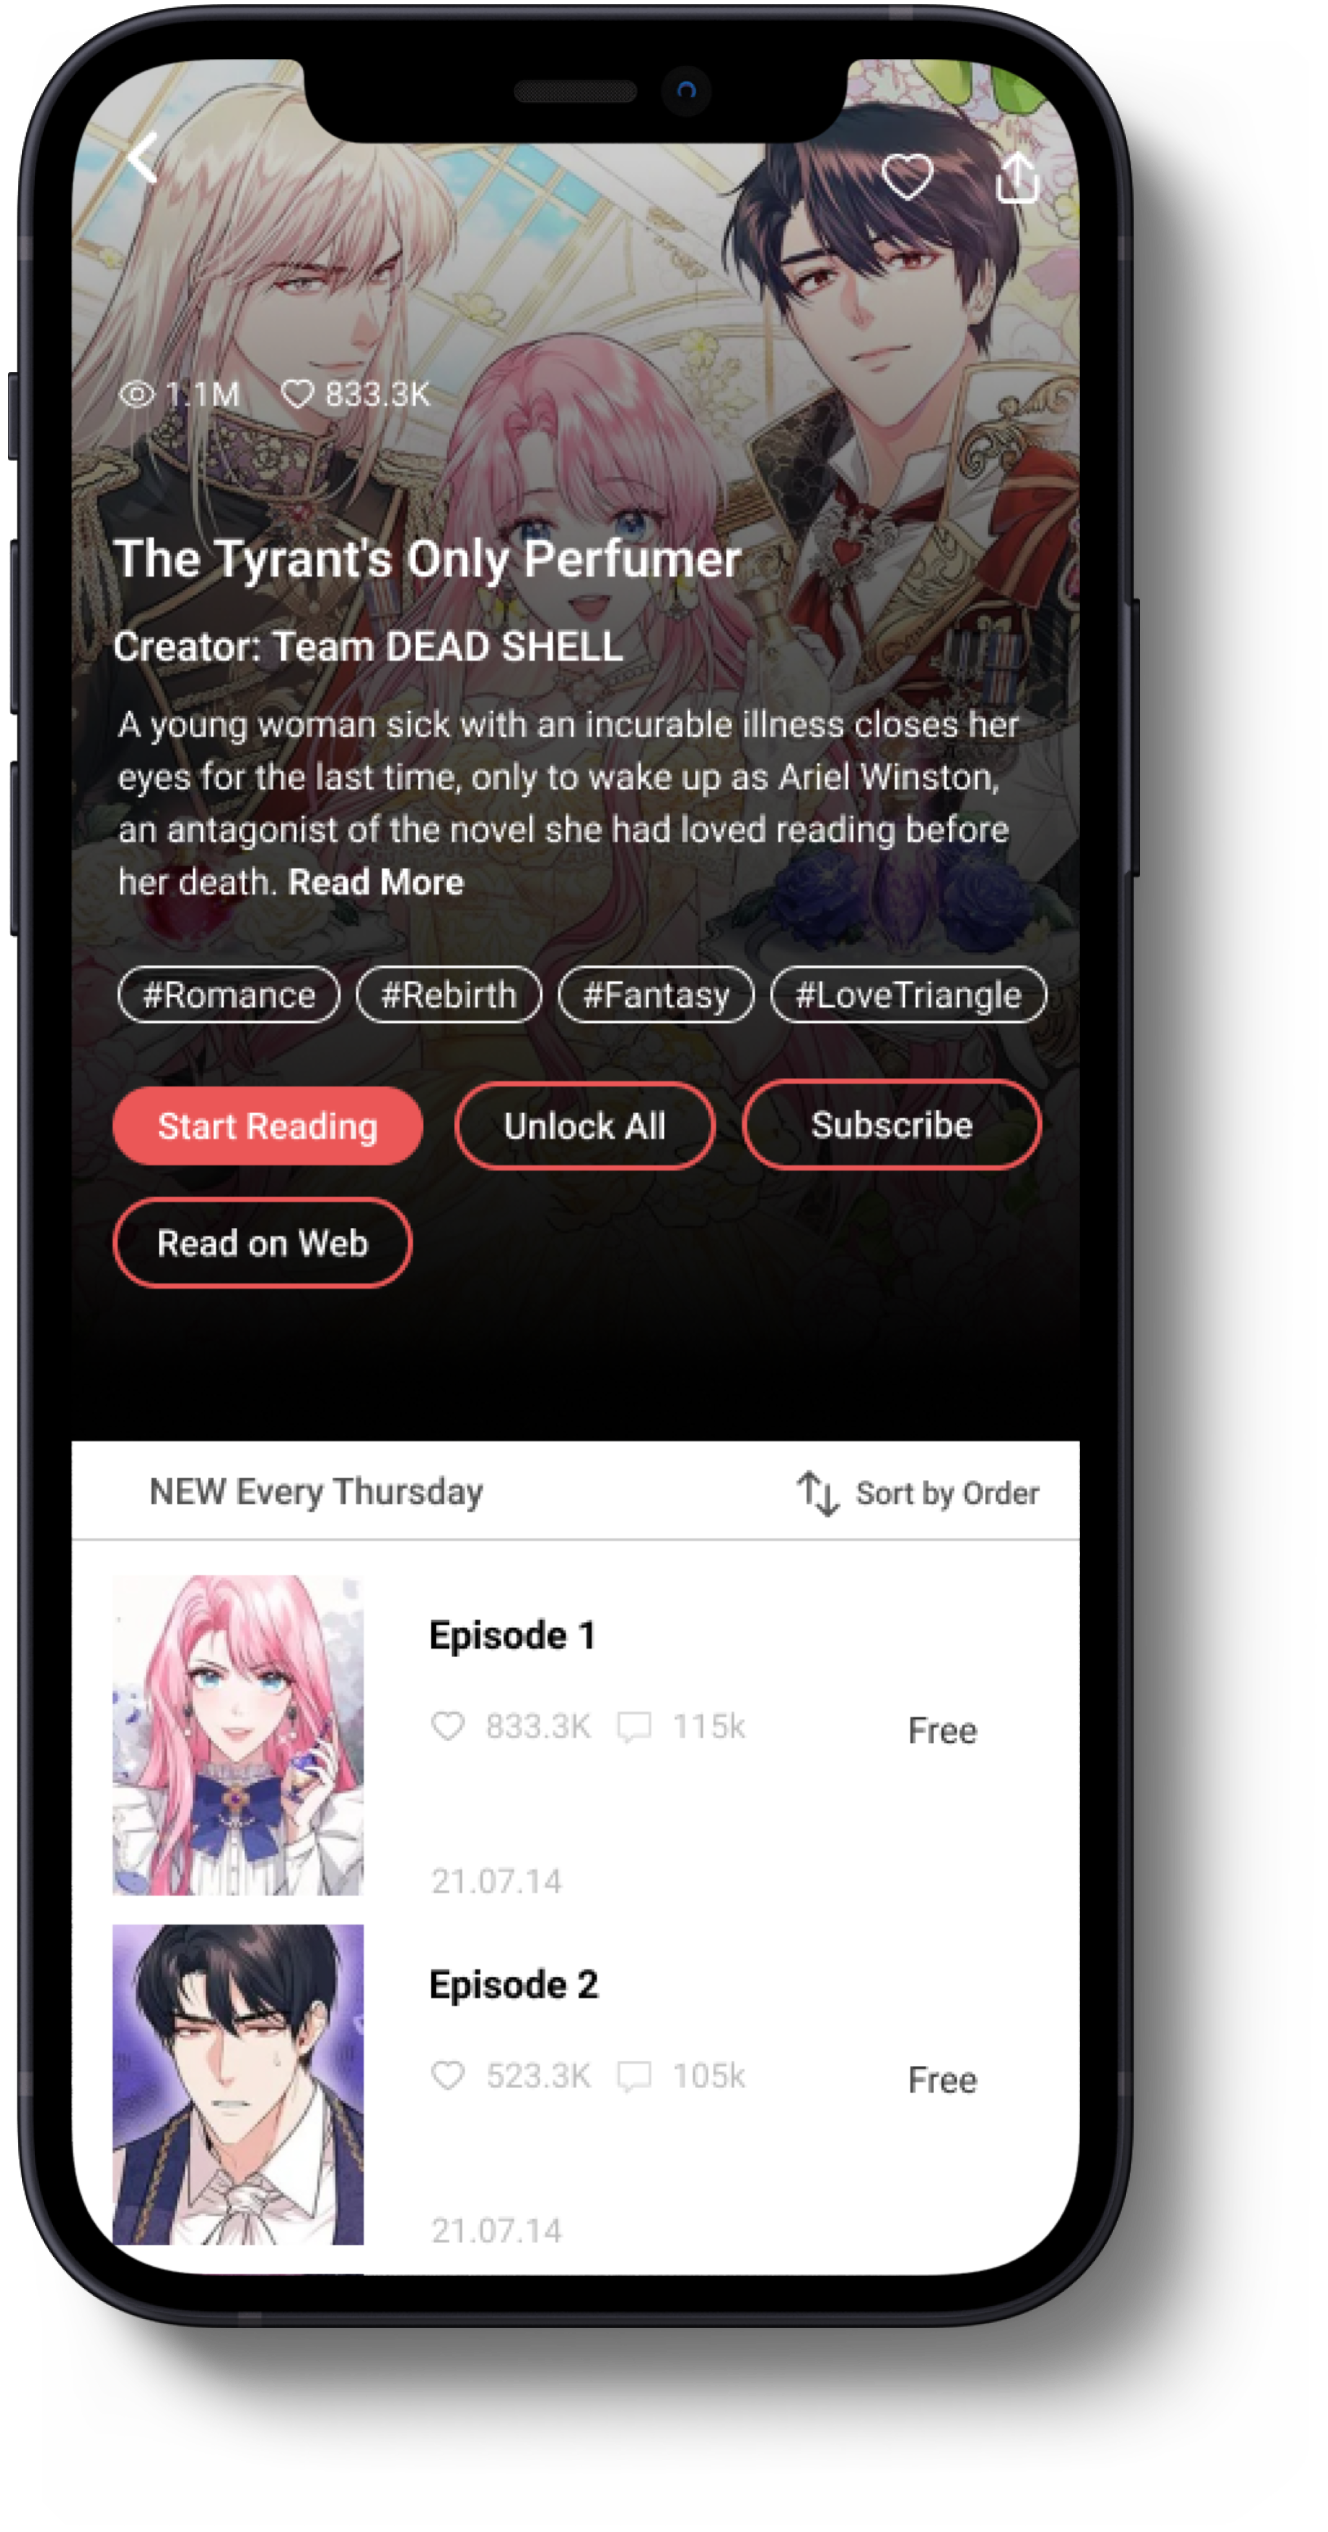 1.1M 833.3K
The Tyrant's Only Perfumer
Creator: Team DEAD SHELL
A young woman sick with an incurable illness closes her
eyes for the last time, only to wake up as Ariel Winston,
an antagonist of the novel she had loved reading before
her death. Read More
#Romance #Rebirth #Fantasy #LoveTriangle
Start Reading Unlock All Subscribe
Read on Web
NEW Every Thursday Sort by Order
Episode 1
833.3K 115k Free
21.07.14
Episode 2
523.3K 105k Free
21.07.14